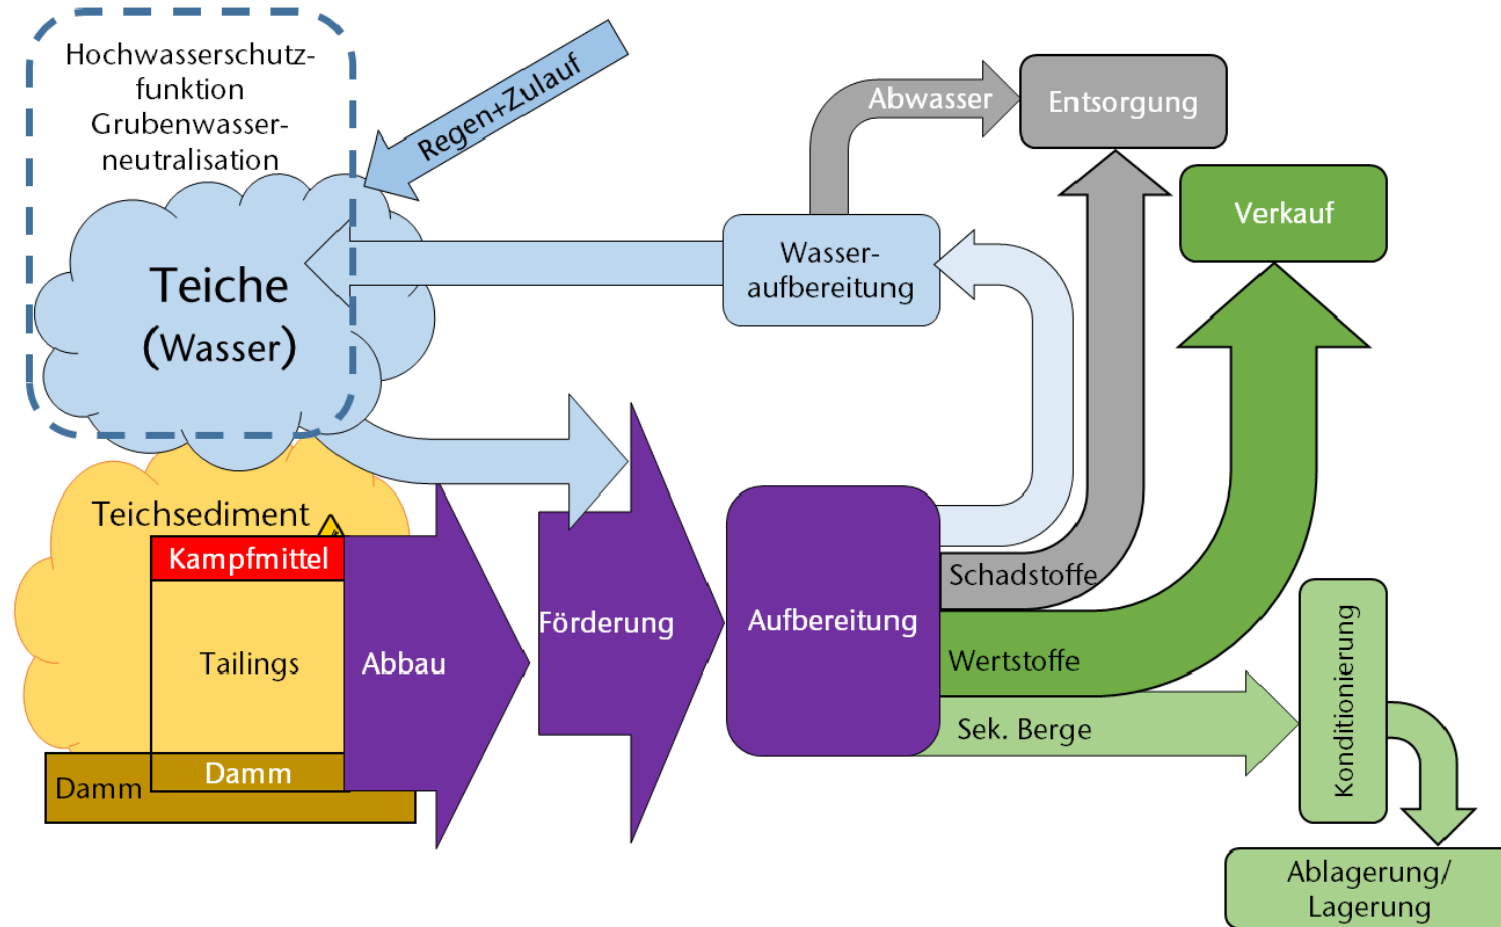 Hochwasserschutz-
funktion
Grubenwasser-
neutralisation
Regen+Zulauf
Abwasser
Entsorgung
Verkauf
Teiche
(Wasser)
Wasser-
aufbereitung
Teichsediment
Kampfmittel
Tailings
Damm
Damm
Abbau
Förderung
Aufbereitung
Schadstoffe
Wertstoffe
Sek. Berge
Konditionierung
Ablagerung/
Lagerung